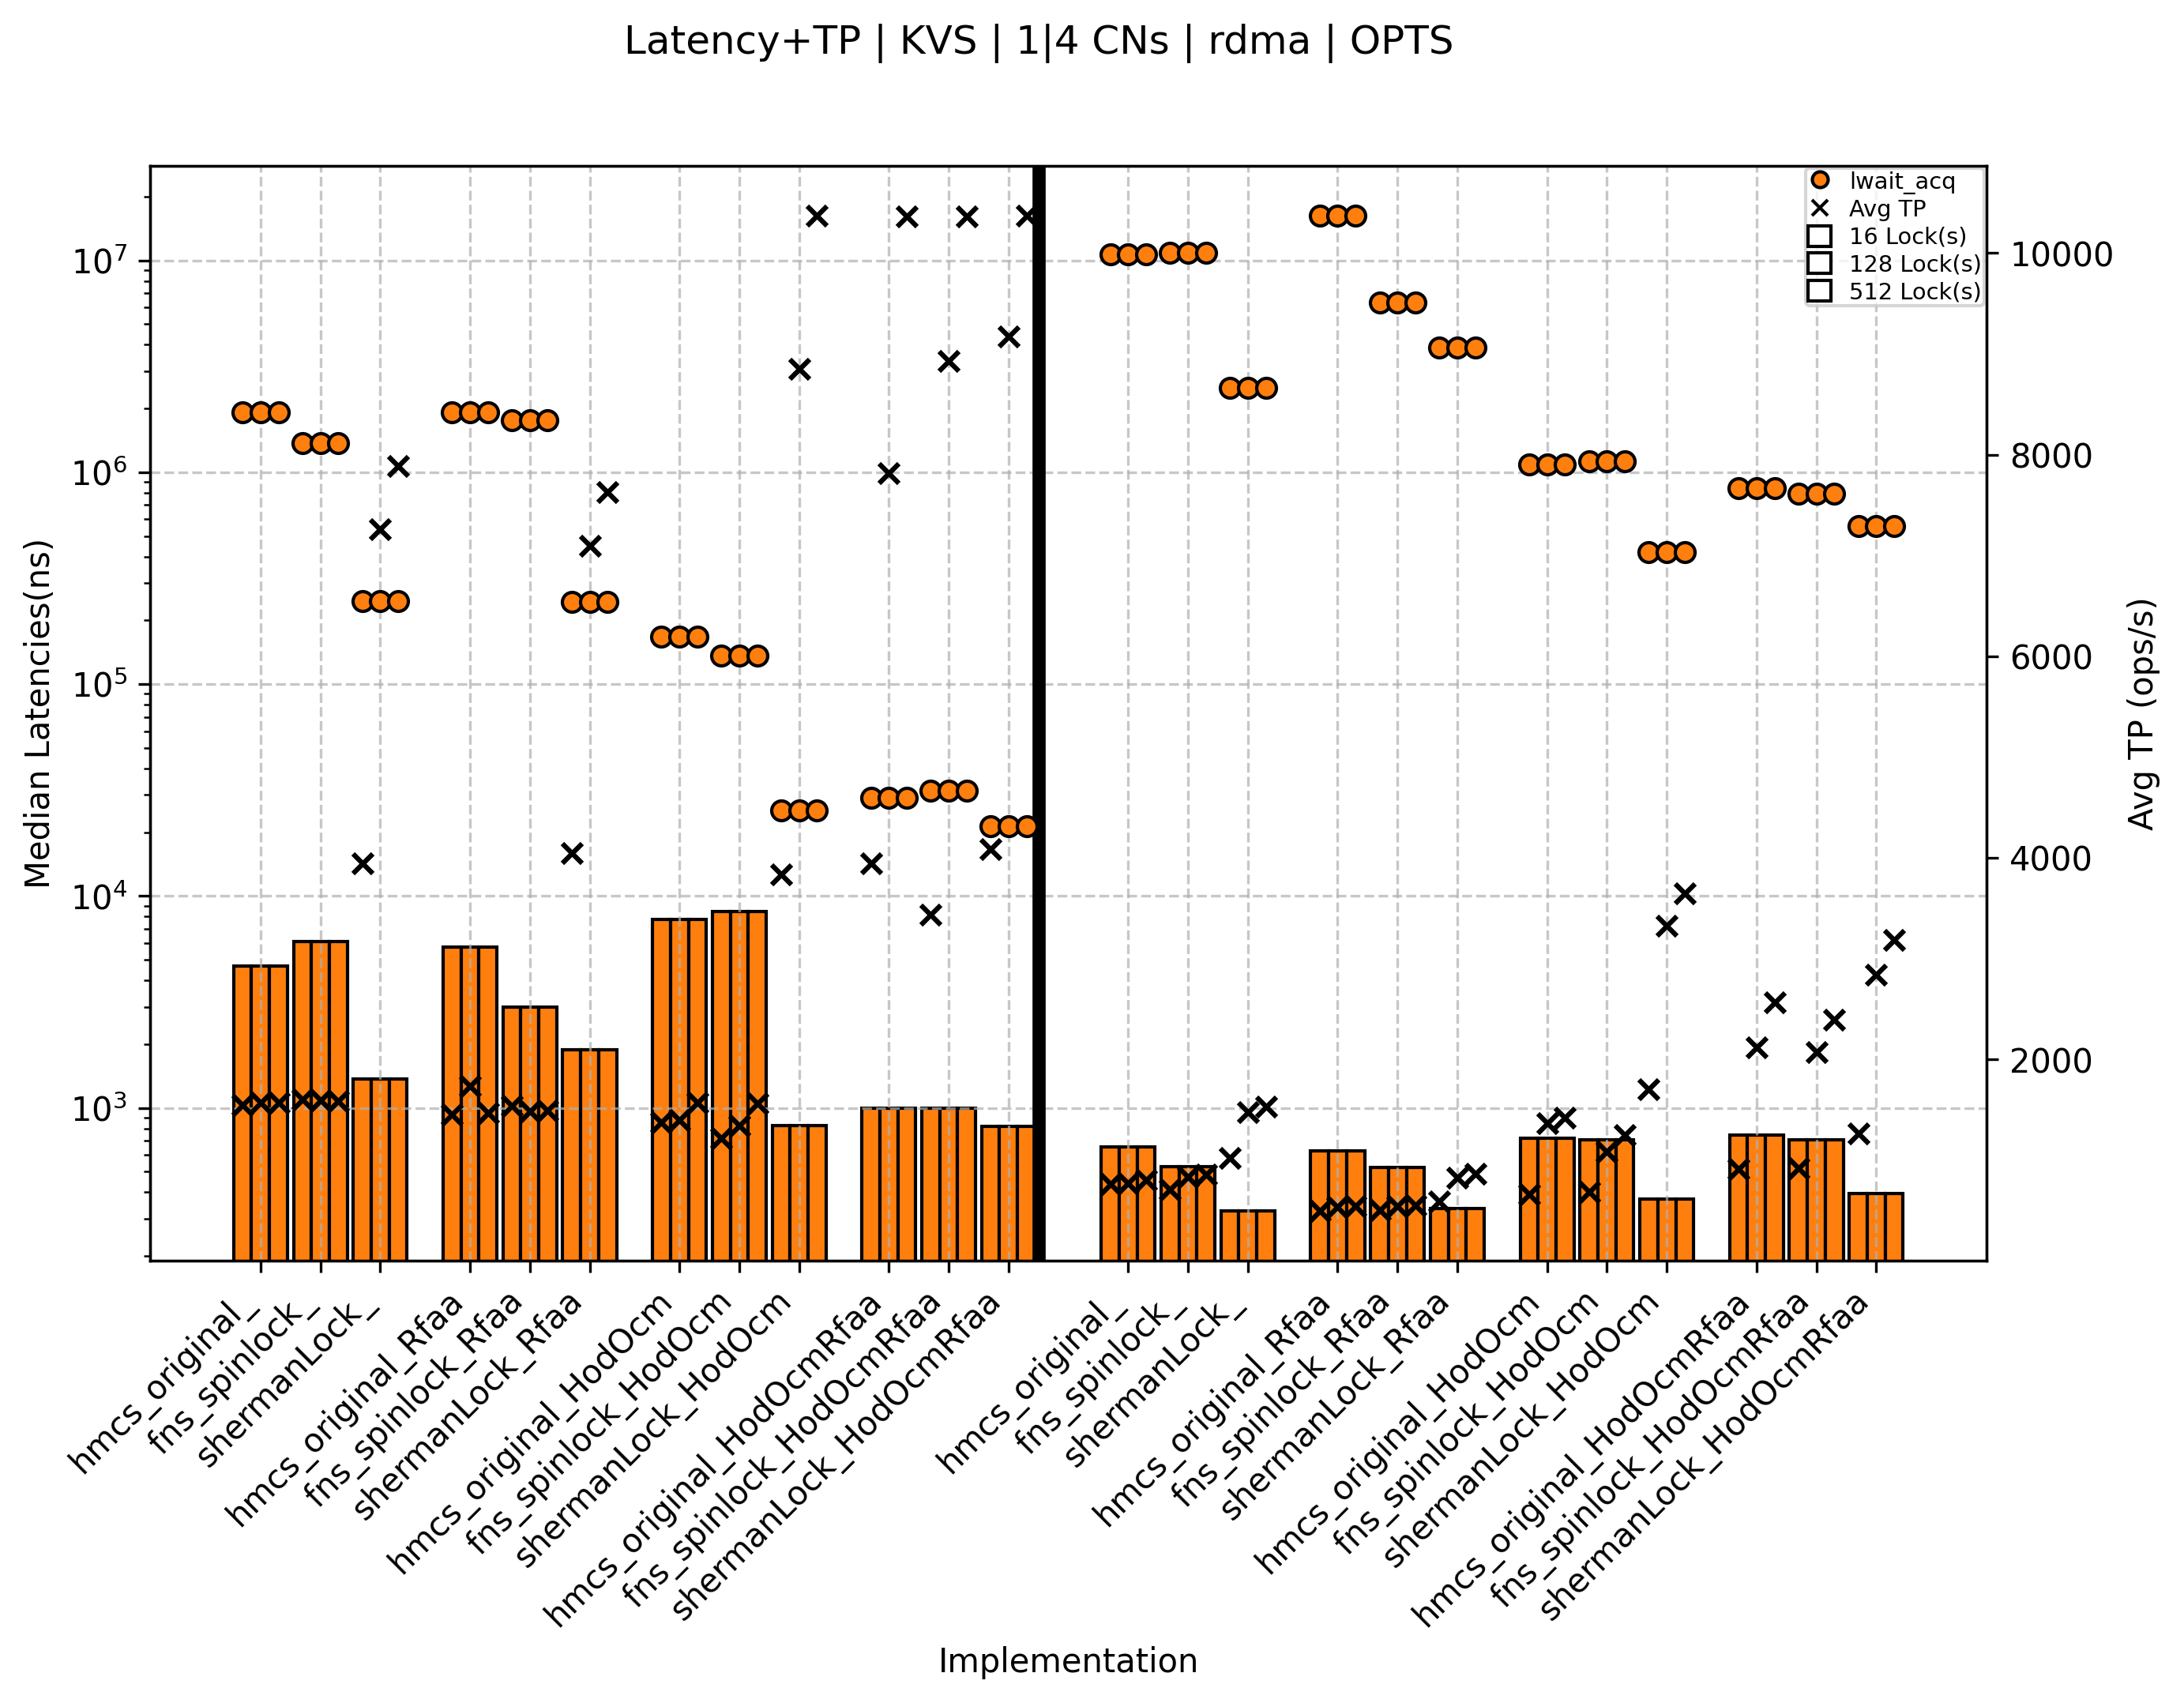 Latency+TP | KVS | 1|4 CNs | rdma | OPTS
lwait_acq
Avg TP
16 Lock(s)
128 Lock(s)
512 Lock(s)
Median Latencies(ns)
10^7
10^6
10^5
10^4
10^3
Avg TP (ops/s)
10000
8000
6000
4000
2000
hmcs_original_
fns_spinlock_
shermanLock_
hmcs_original_Rfaa
fns_spinlock_Rfaa
shermanLock_Rfaa
hmcs_original_HodOcm
fns_spinlock_HodOcm
shermanLock_HodOcm
hmcs_original_HodOcmRfaa
fns_spinlock_HodOcmRfaa
shermanLock_HodOcmRfaa
hmcs_original_
fns_spinlock_
shermanLock_
hmcs_original_Rfaa
fns_spinlock_Rfaa
shermanLock_Rfaa
hmcs_original_HodOcm
fns_spinlock_HodOcm
shermanLock_HodOcm
hmcs_original_HodOcmRfaa
fns_spinlock_HodOcmRfaa
shermanLock_HodOcmRfaa
Implementation